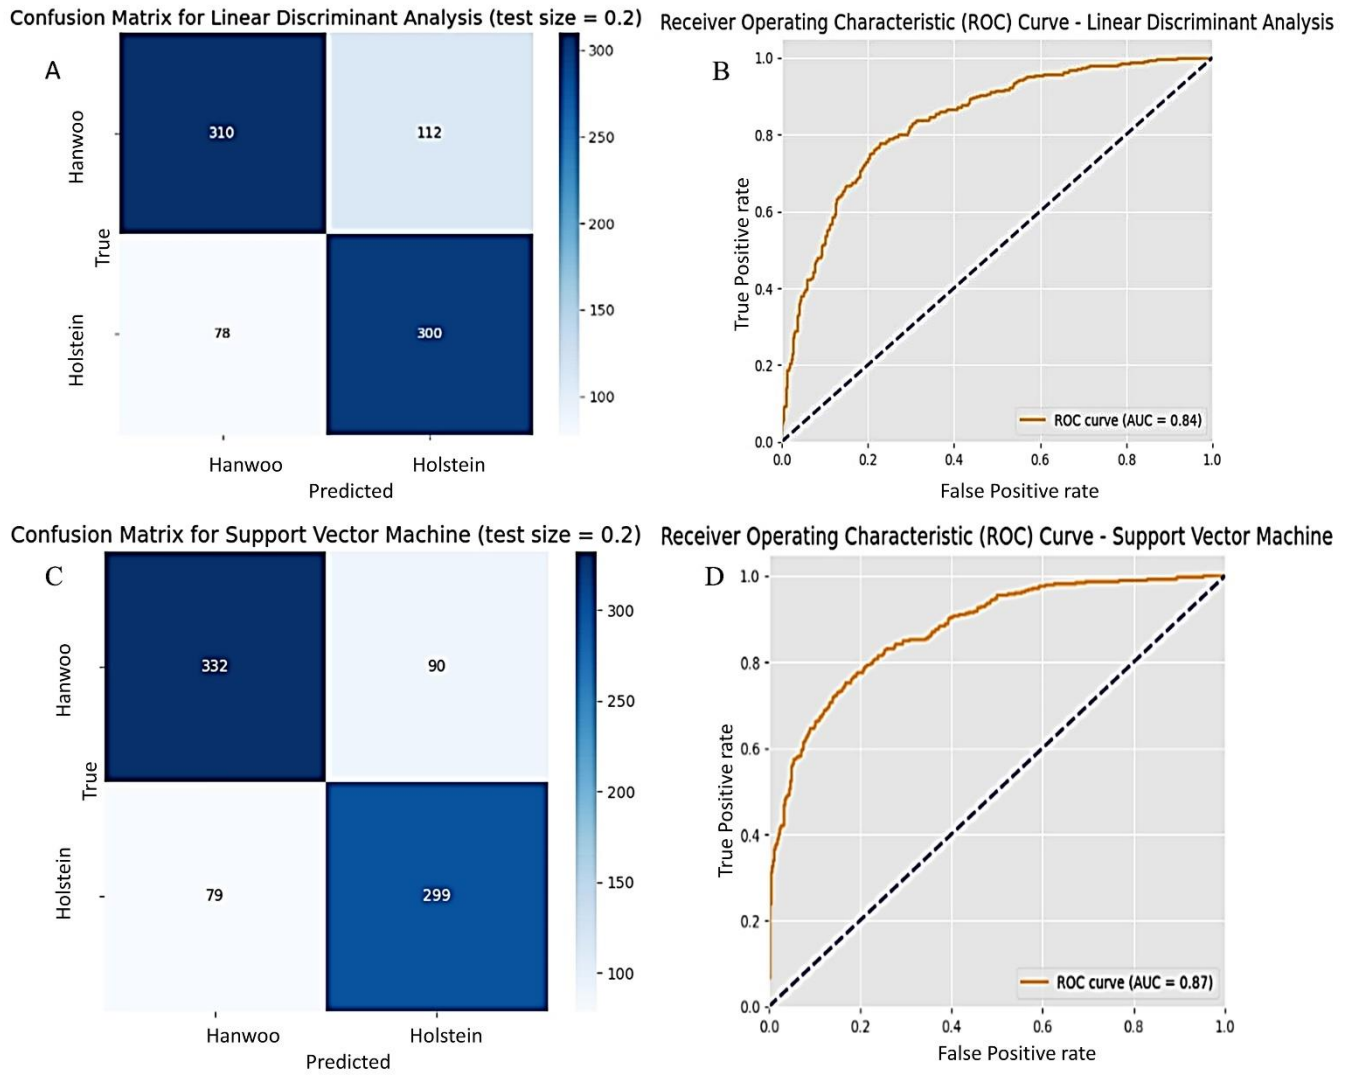 Confusion Matrix for Linear Discriminant Analysis (test size = 0.2)
A
Hanwoo
Holstein
True
310
112
78
300
Hanwoo
Holstein
Predicted
300
250
200
150
100
Receiver Operating Characteristic (ROC) Curve - Linear Discriminant Analysis
B
True Positive rate
1.0
0.8
0.6
0.4
0.2
0.0
ROC curve (AUC = 0.84)
0.0
0.2
0.4
0.6
0.8
1.0
False Positive rate
Confusion Matrix for Support Vector Machine (test size = 0.2)
C
Hanwoo
Holstein
True
332
90
79
299
Hanwoo
Holstein
Predicted
300
250
200
150
100
Receiver Operating Characteristic (ROC) Curve - Support Vector Machine
D
True Positive rate
1.0
0.8
0.6
0.4
0.2
0.0
ROC curve (AUC = 0.87)
0.0
0.2
0.4
0.6
0.8
1.0
False Positive rate